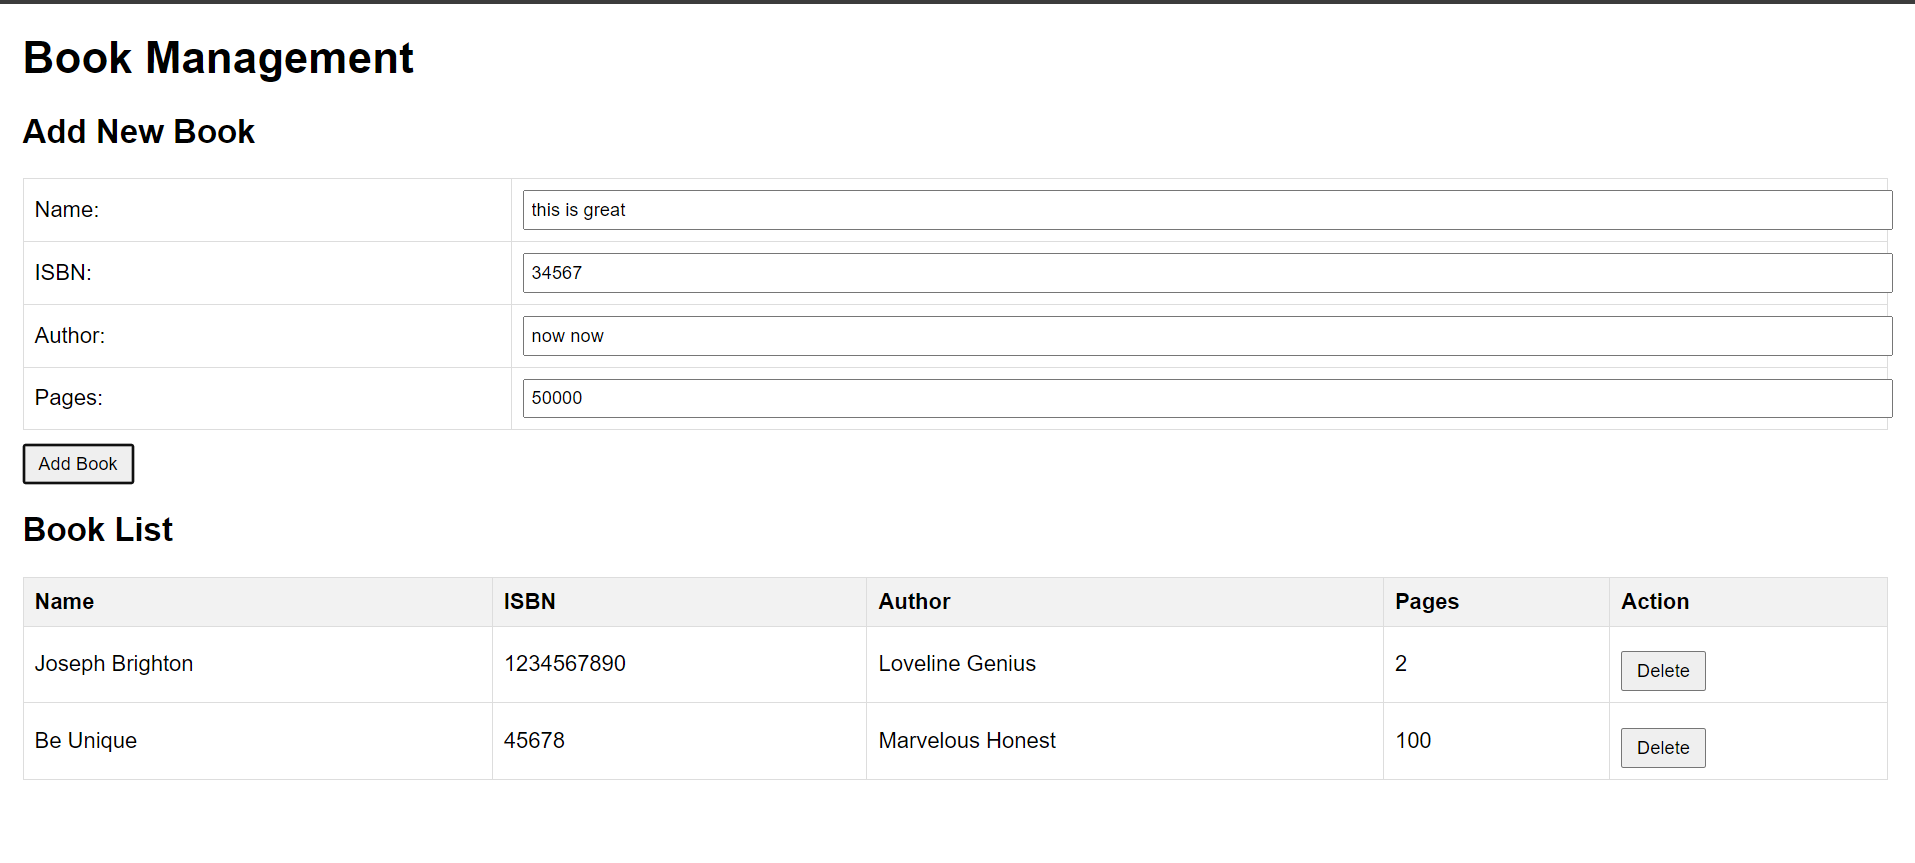 Book Management
Add New Book
Name: this is great
ISBN: 34567
Author: now now
Pages: 50000
Add Book
Book List
Name ISBN Author Pages Action
Joseph Brighton 1234567890 Loveline Genius 2 Delete
Be Unique 45678 Marvelous Honest 100 Delete